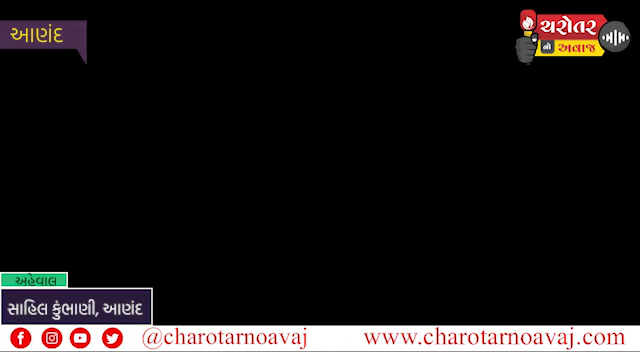 આણંદ
ચરોતર
નો અવાજ
અહેવાલ
સાહિલ કુંભાણી, આણંદ
@charotarnoavaj www.charotarnoavaj.com